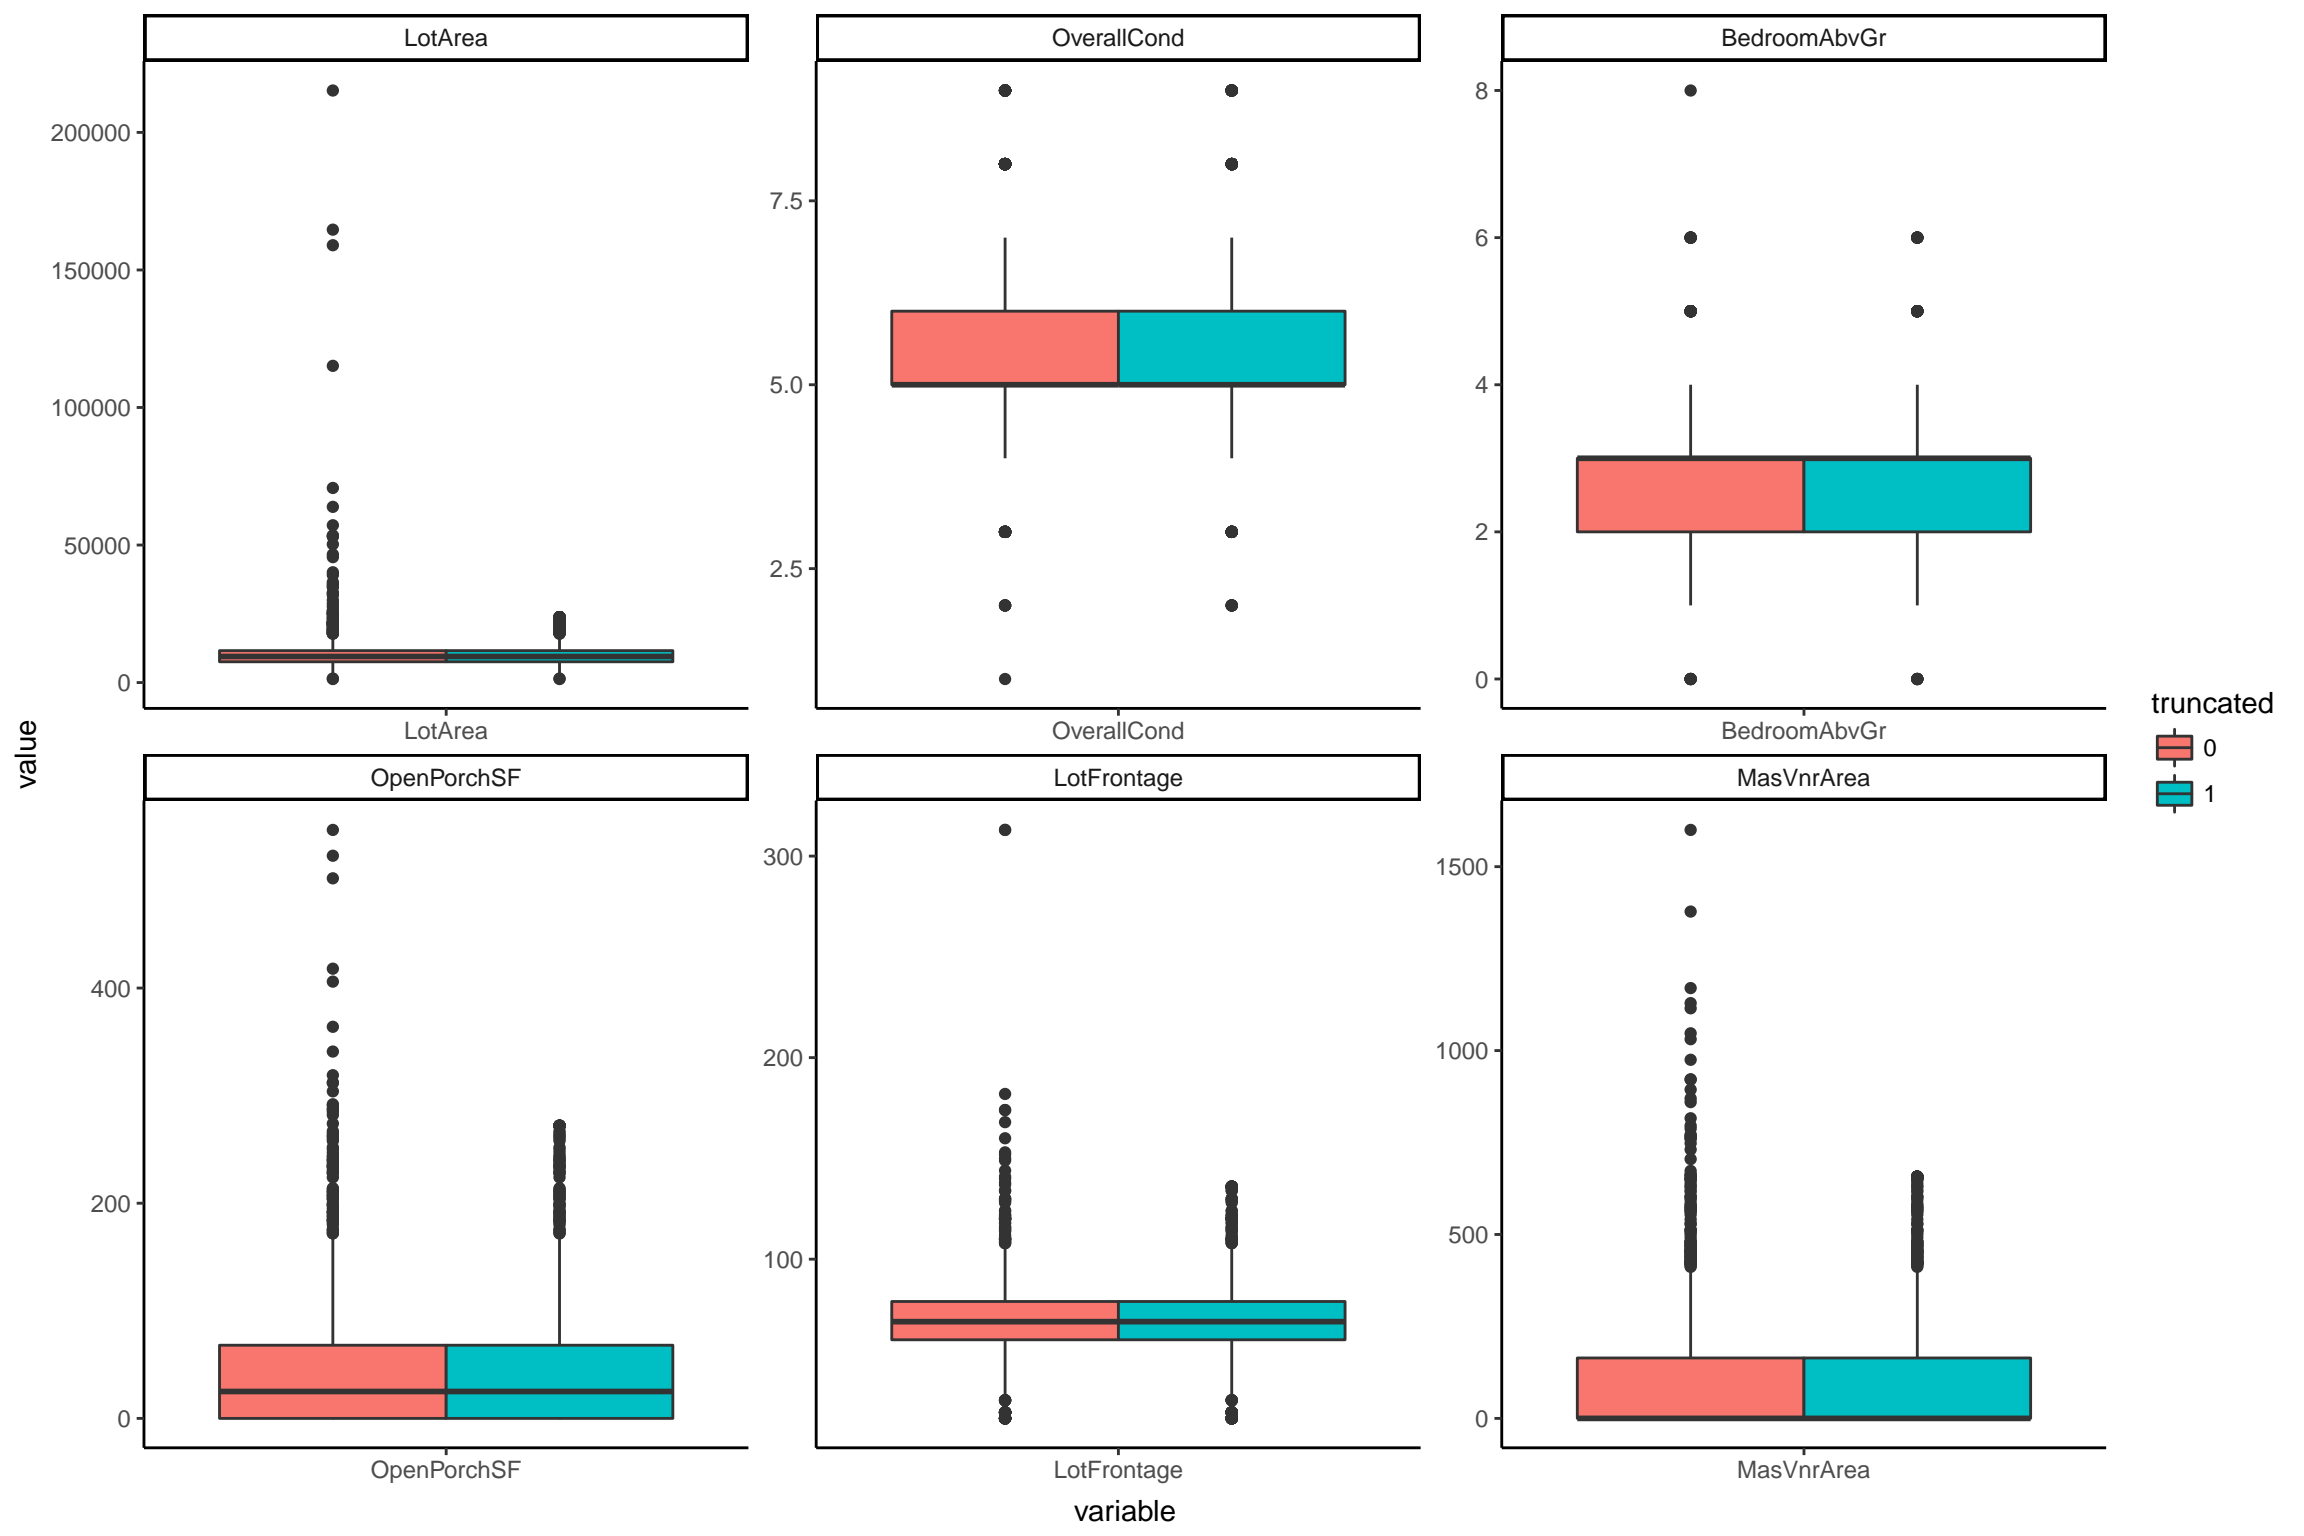 LotArea
OverallCond
BedroomAbvGr
200000
150000
100000
50000
0
7.5
5.0
2.5
8
6
4
2
0
LotArea
OverallCond
BedroomAbvGr
OpenPorchSF
LotFrontage
MasVnrArea
400
200
0
300
200
100
1500
1000
500
0
OpenPorchSF
LotFrontage
MasVnrArea
variable
value
truncated
0
1